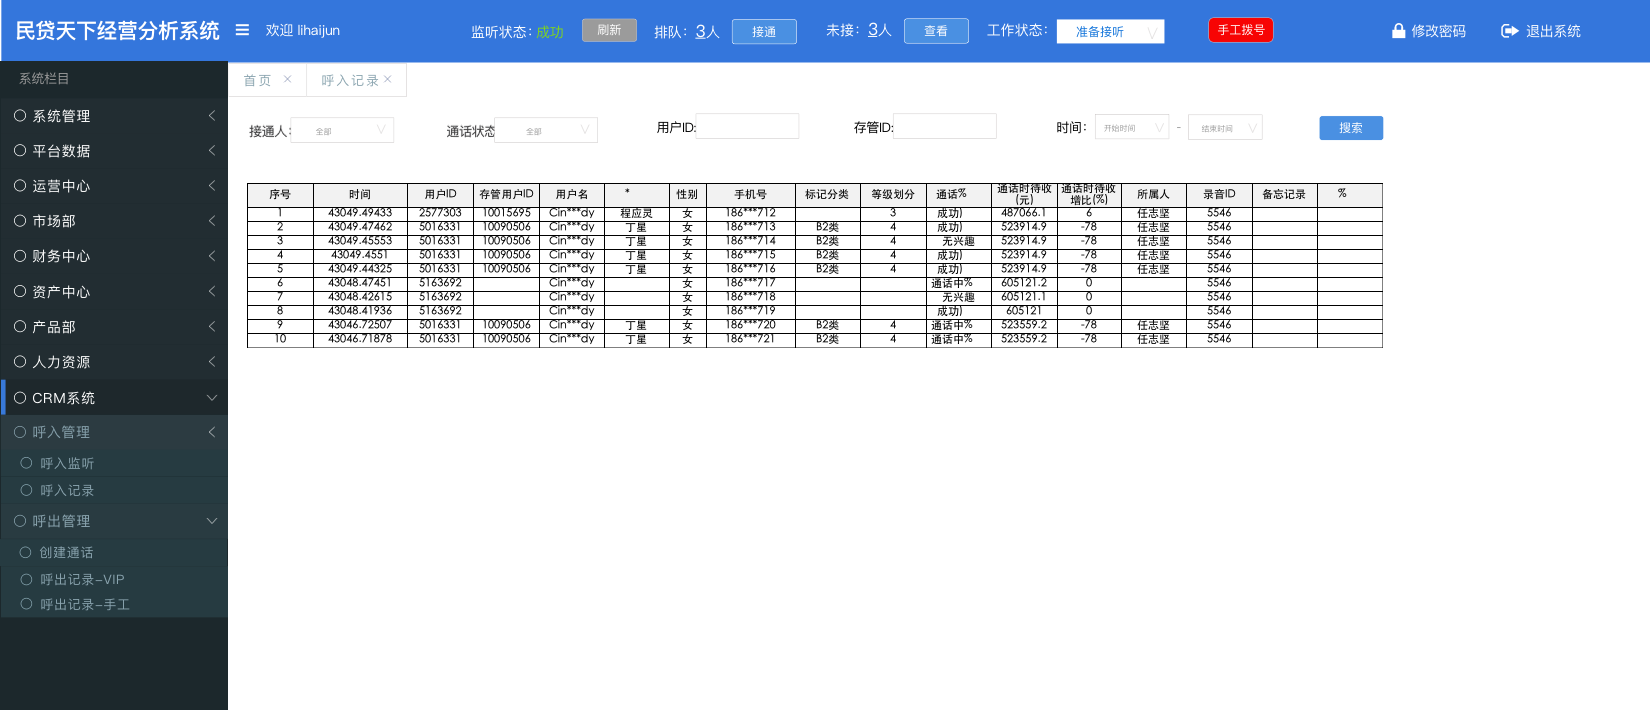 民贷天下经营分析系统 欢迎 lihaijun 监听状态：成功 刷新 排队：3人 接通 未接：3人 查看 工作状态： 准备接听 手工拨号 修改密码 退出系统
系统栏目
首页 × 呼入记录 ×
系统管理
平台数据
运营中心
市场部
财务中心
资产中心
产品部
人力资源
CRM系统
呼入管理
呼入监听
呼入记录
呼出管理
创建通话
呼出记录-VIP
呼出记录-手工
接通人： 全部 通话状态 全部 用户ID: 存管ID: 时间： 开始时间 - 结束时间 搜索
序号 时间 用户ID 存管用户ID 用户名 * 性别 手机号 标记分类 等级划分 通话% 通话时待收(元) 通话时待收增比(%) 所属人 录音ID 备忘记录 %
1 43049.49433 2577303 10015695 Cin***dy 程应灵 女 186***712 3 成功) 487066.1 6 任志坚 5546
2 43049.47462 5016331 10090506 Cin***dy 丁星 女 186***713 B2类 4 成功) 523914.9 -78 任志坚 5546
3 43049.45553 5016331 10090506 Cin***dy 丁星 女 186***714 B2类 4 无兴趣 523914.9 -78 任志坚 5546
4 43049.4551 5016331 10090506 Cin***dy 丁星 女 186***715 B2类 4 成功) 523914.9 -78 任志坚 5546
5 43049.44325 5016331 10090506 Cin***dy 丁星 女 186***716 B2类 4 成功) 523914.9 -78 任志坚 5546
6 43048.47451 5163692 Cin***dy 女 186***717 通话中% 605121.2 0 5546
7 43048.42615 5163692 Cin***dy 女 186***718 无兴趣 605121.1 0 5546
8 43048.41936 5163692 Cin***dy 女 186***719 成功) 605121 0 5546
9 43046.72507 5016331 10090506 Cin***dy 丁星 女 186***720 B2类 4 通话中% 523559.2 -78 任志坚 5546
10 43046.71878 5016331 10090506 Cin***dy 丁星 女 186***721 B2类 4 通话中% 523559.2 -78 任志坚 5546